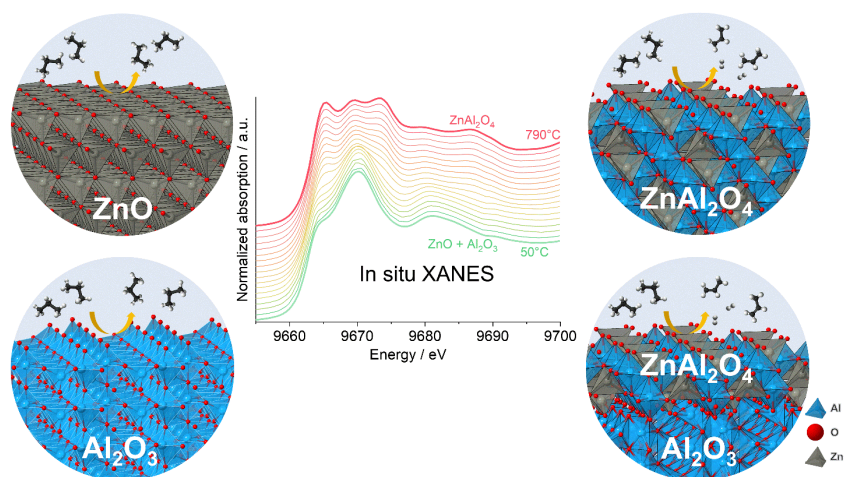 ZnO
Al₂O₃
Normalized absorption / a.u.
ZnAl₂O₄
790°C
ZnO + Al₂O₃
50°C
In situ XANES
9660 9670 9680 9690 9700
Energy / eV
ZnAl₂O₄
ZnAl₂O₄
Al₂O₃
Al
O
Zn